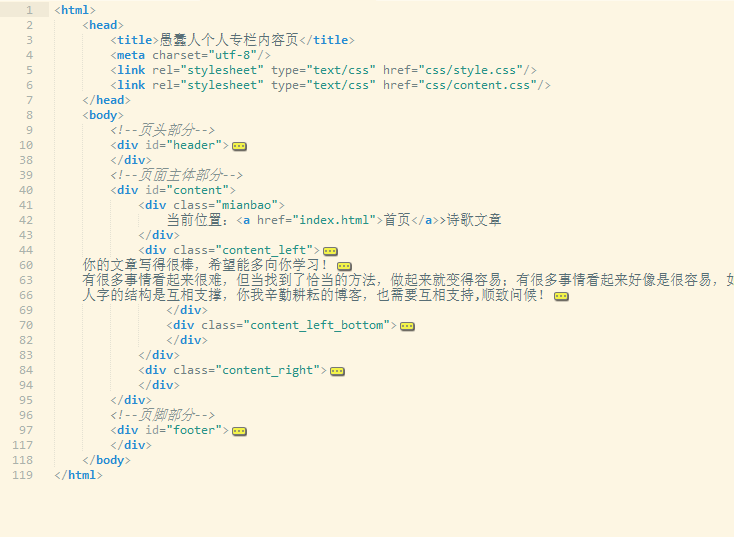 1 <html>
2 <head>
3 <title>愚蠢人个人专栏内容页</title>
4 <meta charset="utf-8"/>
5 <link rel="stylesheet" type="text/css" href="css/style.css"/>
6 <link rel="stylesheet" type="text/css" href="css/content.css"/>
7 </head>
8 <body>
9 <!--页头部分-->
10 <div id="header">
38 </div>
39 <!--页面主体部分-->
40 <div id="content">
41 <div class="mianbao">
42 当前位置：<a href="index.html">首页</a>>诗歌文章
43 </div>
44 <div class="content_left">
60 你的文章写得很棒，希望能多向你学习！
63 有很多事情看起来很难，但当找到了恰当的方法，做起来就变得容易；有很多事情看起来好像是很容易，如
66 人字的结构是互相支撑，你我辛勤耕耘的博客，也需要互相支持,顺致问候！
69 </div>
70 <div class="content_left_bottom">
82 </div>
83 </div>
84 <div class="content_right">
94 </div>
95 </div>
96 <!--页脚部分-->
97 <div id="footer">
117 </div>
118 </body>
119 </html>